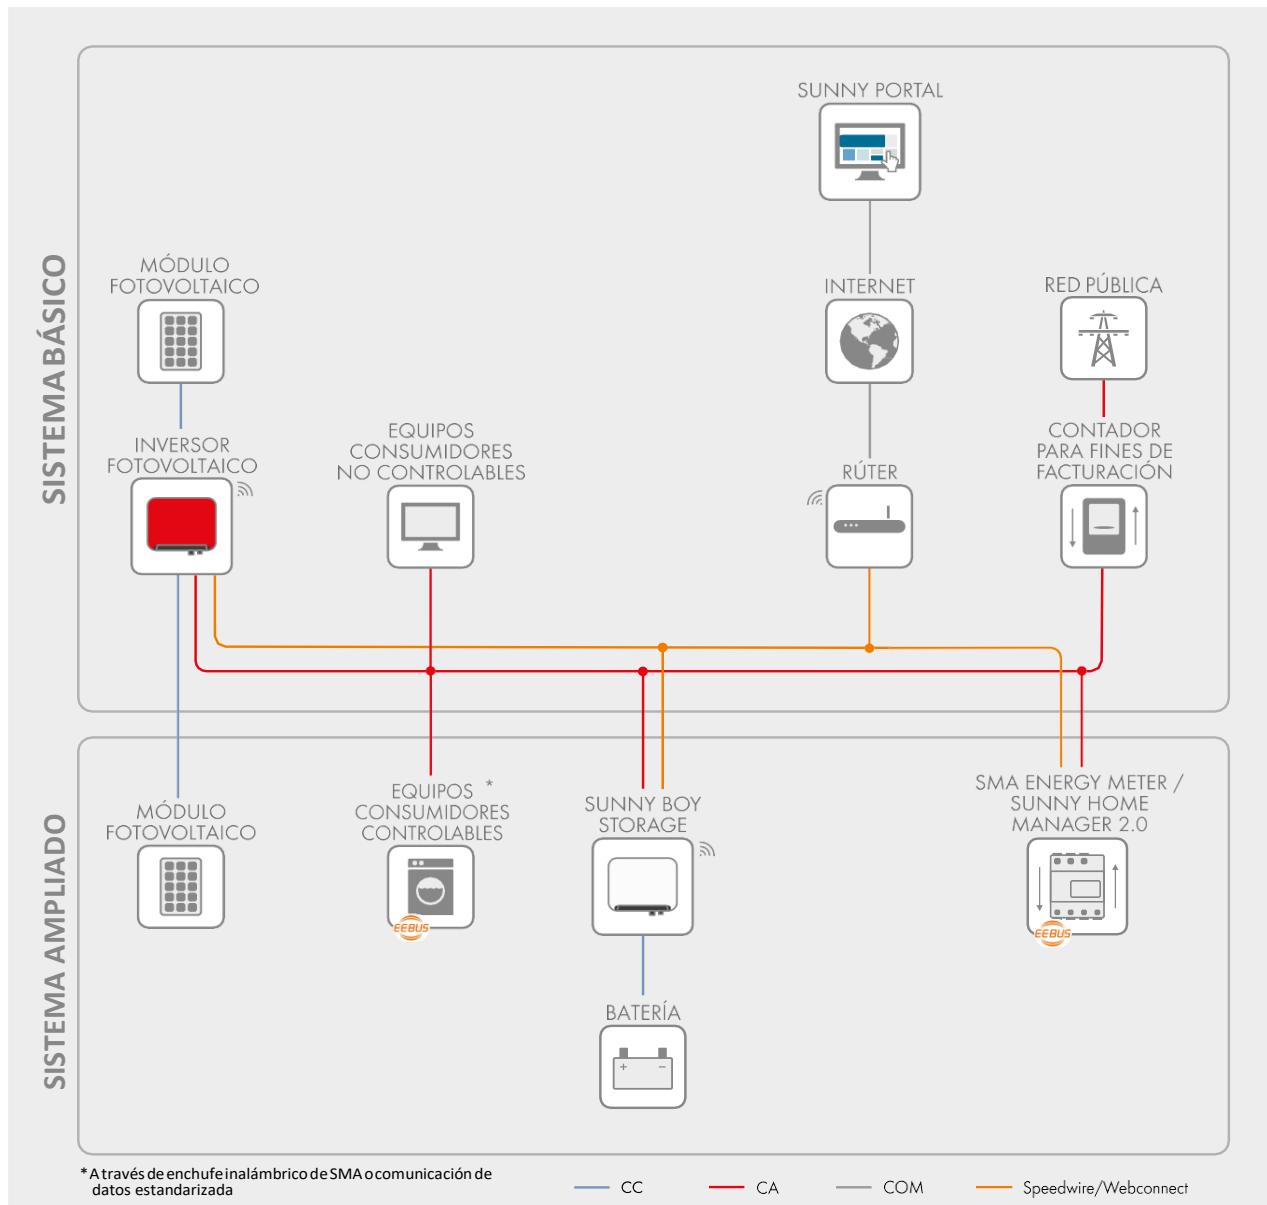 SISTEMA BÁSICO
SUNNY PORTAL
MÓDULO
FOTOVOLTAICO
INTERNET
RED PÚBLICA
INVERSOR
FOTOVOLTAICO
EQUIPOS
CONSUMIDORES
NO CONTROLABLES
RÚTER
CONTADOR
PARA FINES DE
FACTURACIÓN
SISTEMA AMPLIADO
MÓDULO
FOTOVOLTAICO
EQUIPOS *
CONSUMIDORES
CONTROLABLES
EEBUS
SUNNY BOY
STORAGE
SMA ENERGY METER /
SUNNY HOME
MANAGER 2.0
EEBUS
BATERÍA
+ −
* A través de enchufe inalámbrico de SMA o comunicación de
datos estandarizada
CC
CA
COM
Speedwire/Webconnect